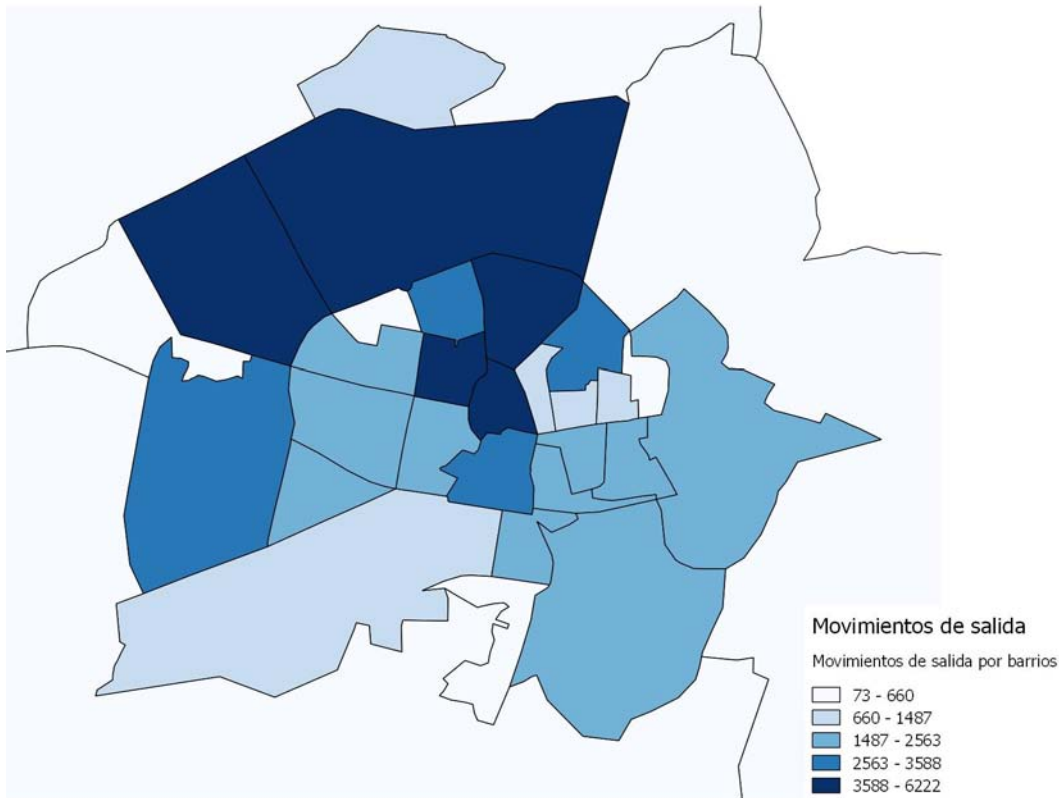 Movimientos de salida
Movimientos de salida por barrios
73 - 660
660 - 1487
1487 - 2563
2563 - 3588
3588 - 6222